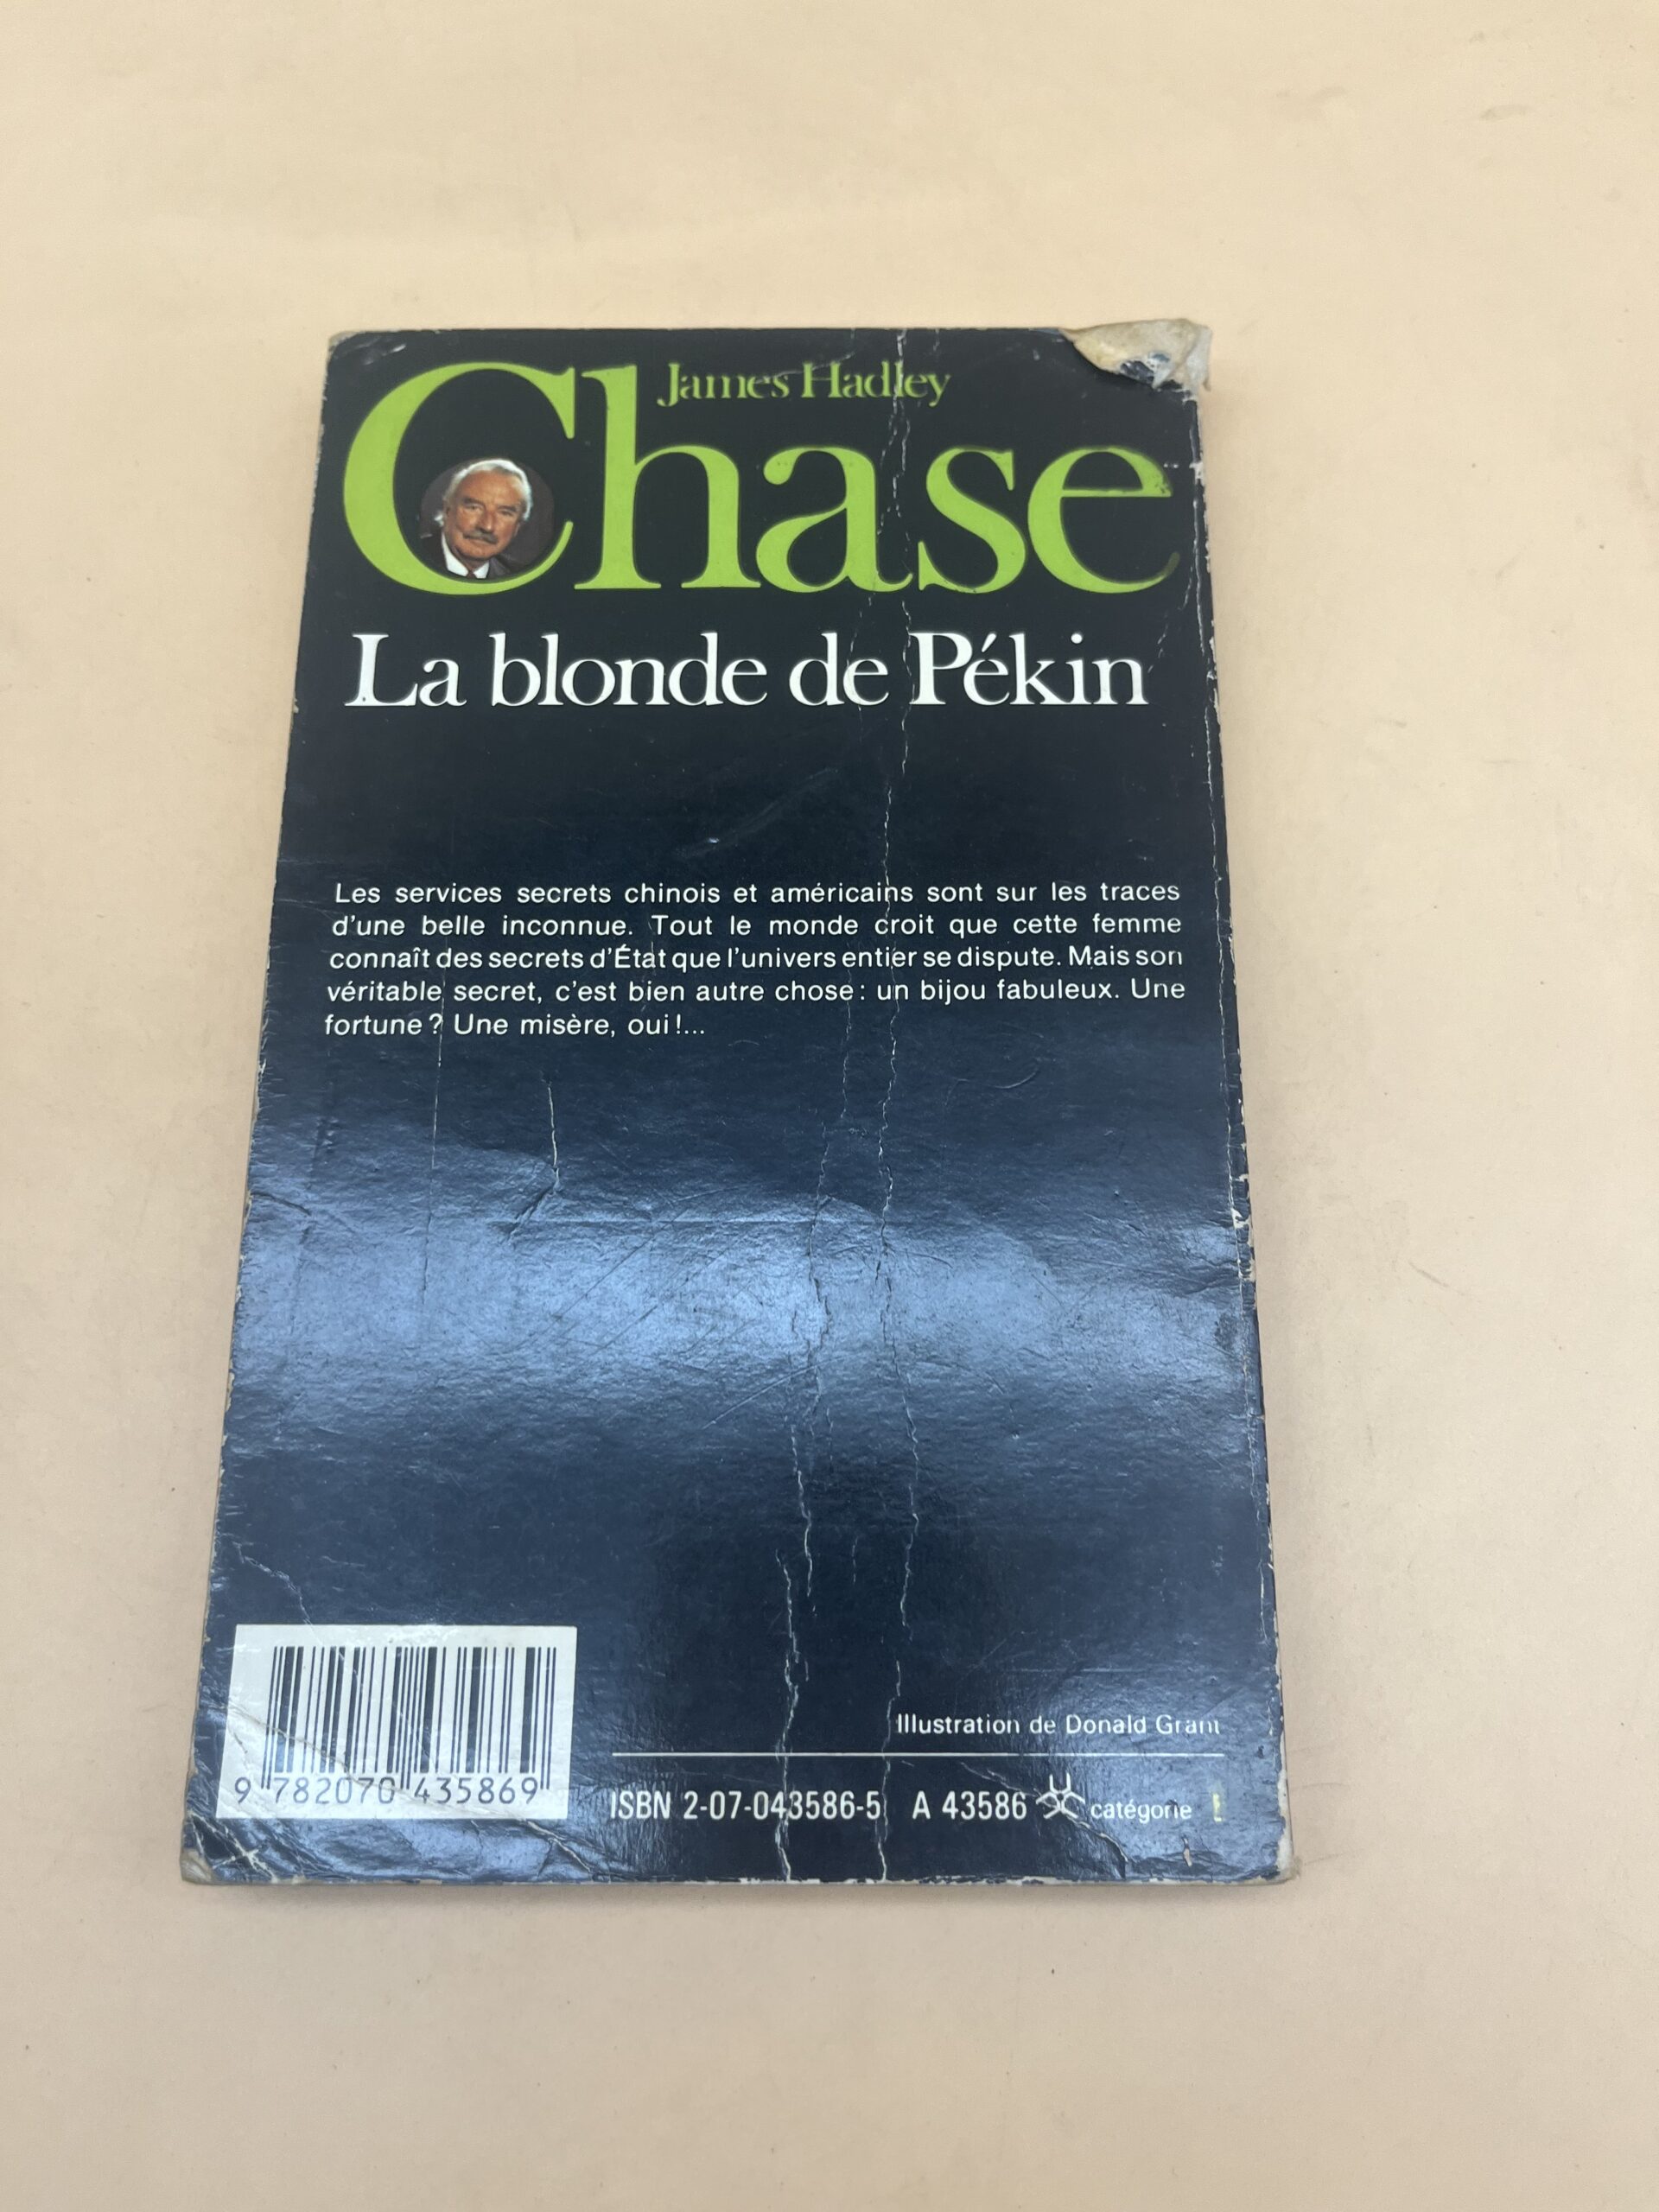 James Hadley
Chase
La blonde de Pékin
Les services secrets chinois et américains sont sur les traces
d'une belle inconnue. Tout le monde croit que cette femme
connaît des secrets d'État que l'univers entier se dispute. Mais son
véritable secret, c'est bien autre chose : un bijou fabuleux. Une
fortune ? Une misère, oui !...
Illustration de Donald Grant
9 782070 435869
ISBN 2-07-043586-5 A 43586 catégorie